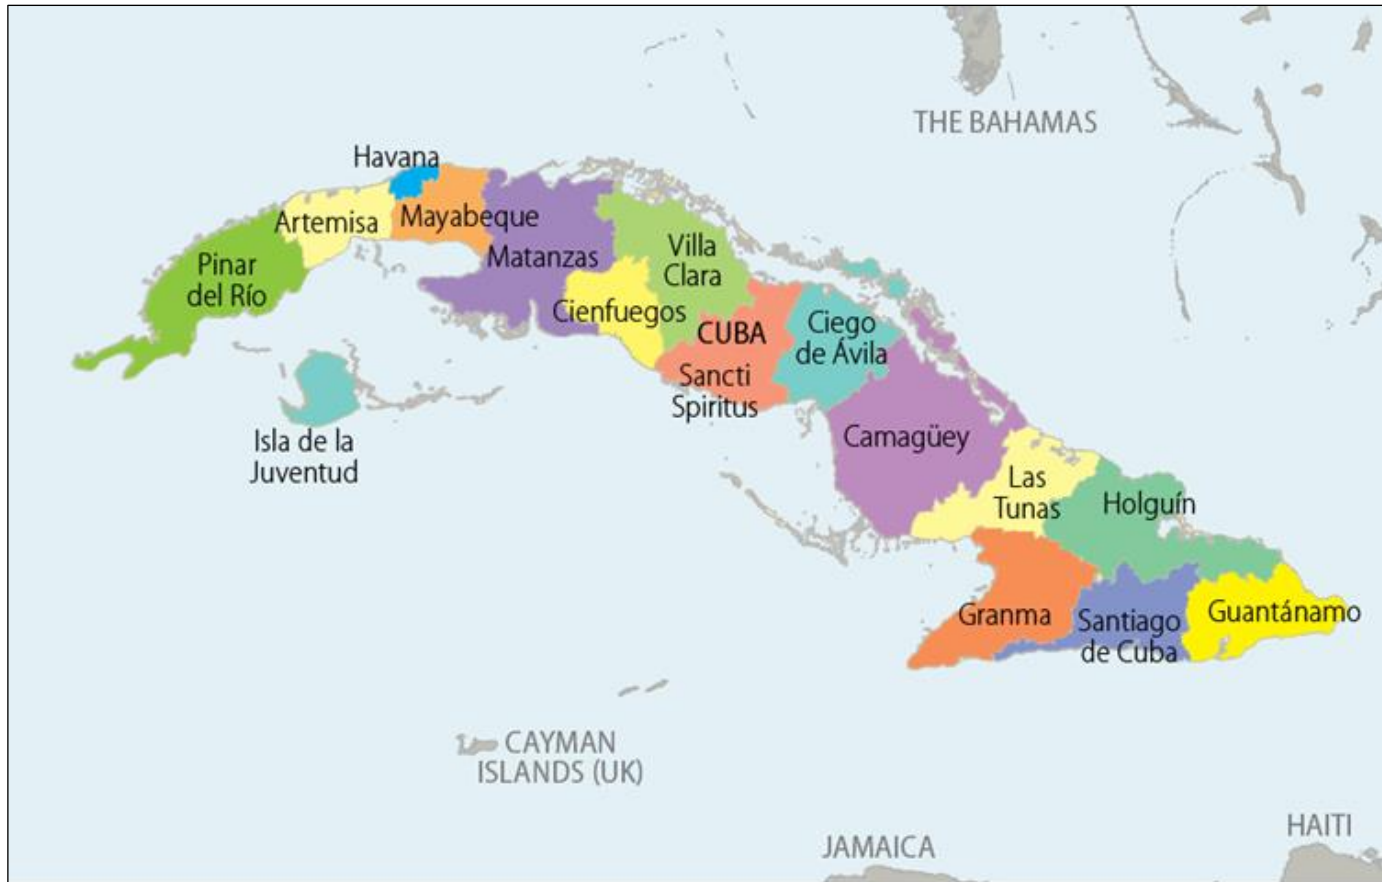 THE BAHAMAS
Havana
Artemisa
Mayabeque
Pinar
del Río
Matanzas
Villa
Clara
Cienfuegos
CUBA
Ciego
de Ávila
Sancti
Spiritus
Isla de la
Juventud
Camagüey
Las
Tunas
Holguín
Granma
Santiago
de Cuba
Guantánamo
CAYMAN
ISLANDS (UK)
JAMAICA
HAITI